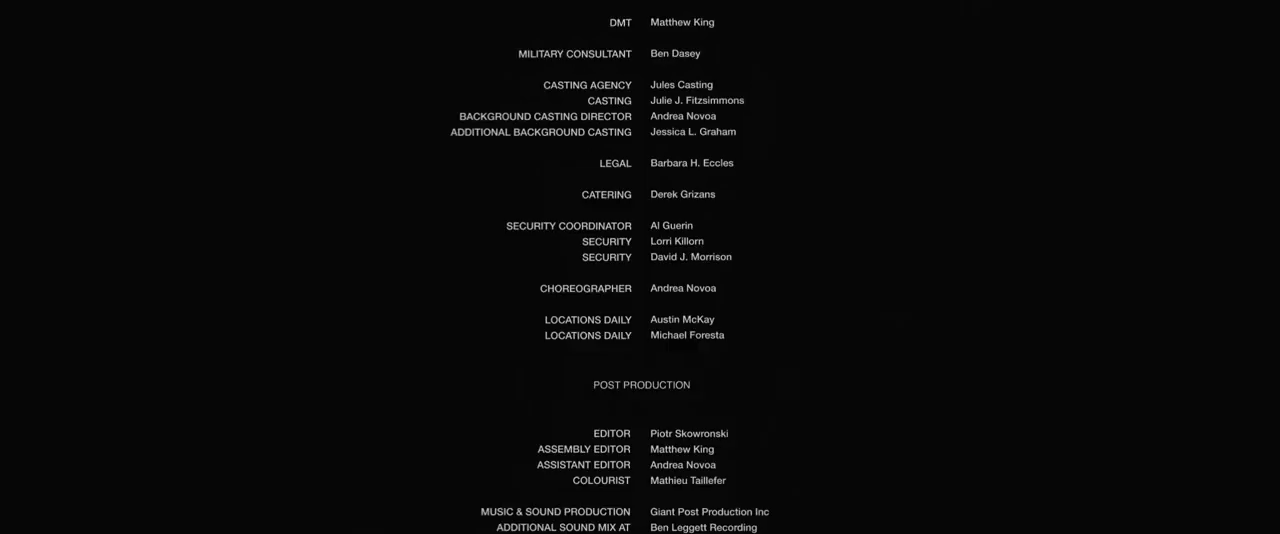 DMT Matthew King
MILITARY CONSULTANT Ben Dasey
CASTING AGENCY Jules Casting
CASTING Julie J. Fitzsimmons
BACKGROUND CASTING DIRECTOR Andrea Novoa
ADDITIONAL BACKGROUND CASTING Jessica L. Graham
LEGAL Barbara H. Eccles
CATERING Derek Grizans
SECURITY COORDINATOR Al Guerin
SECURITY Lorri Killorn
SECURITY David J. Morrison
CHOREOGRAPHER Andrea Novoa
LOCATIONS DAILY Austin McKay
LOCATIONS DAILY Michael Foresta
POST PRODUCTION
EDITOR Piotr Skowronski
ASSEMBLY EDITOR Matthew King
ASSISTANT EDITOR Andrea Novoa
COLOURIST Mathieu Taillefer
MUSIC & SOUND PRODUCTION Giant Post Production Inc
ADDITIONAL SOUND MIX AT Ben Leggett Recording